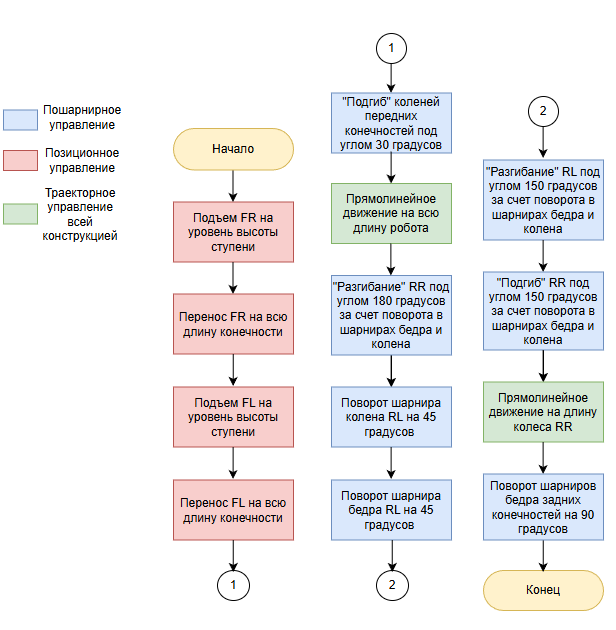 Пошарнирное
управление
Позиционное
управление
Траекторное
управление
всей
конструкцией
Начало
Подъем FR на
уровень высоты
ступени
Перенос FR на всю
длину конечности
Подъем FL на
уровень высоты
ступени
Перенос FL на всю
длину конечности
1
1
"Подгиб" коленей
передних
конечностей под
углом 30 градусов
Прямолинейное
движение на всю
длину робота
"Разгибание" RR под
углом 180 градусов
за счет поворота в
шарнирах бедра и
колена
Поворот шарнира
колена RL на 45
градусов
Поворот шарнира
бедра RL на 45
градусов
2
2
"Разгибание" RL под
углом 150 градусов
за счет поворота в
шарнирах бедра и
колена
"Подгиб" RR под
углом 150 градусов
за счет поворота в
шарнирах бедра и
колена
Прямолинейное
движение на длину
колеса RR
Поворот шарниров
бедра задних
конечностей на 90
градусов
Конец